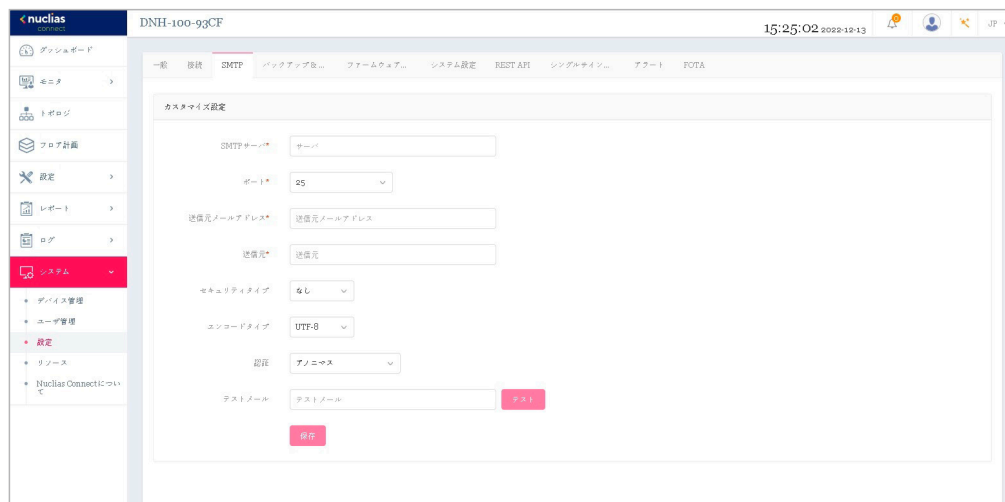 nuclias
connect
DNH-100-93CF
15:25:02 2022-12-13
JP
ダッシュボード
モニタ
トポロジ
フロア計画
設定
レポート
ログ
システム
デバイス管理
ユーザ管理
設定
リソース
Nuclias Connectについ
て
一般 接続 SMTP バックアップ& ... ファームウェア... システム設定 REST API シングルサイン... アラート FOTA
カスタマイズ設定
SMTPサーバ* サーバ
ポート* 25
送信元メールアドレス* 送信元メールアドレス
送信元* 送信元
セキュリティタイプ なし
エンコードタイプ UTF-8
認証 アノニマス
テストメール テストメール テスト
保存